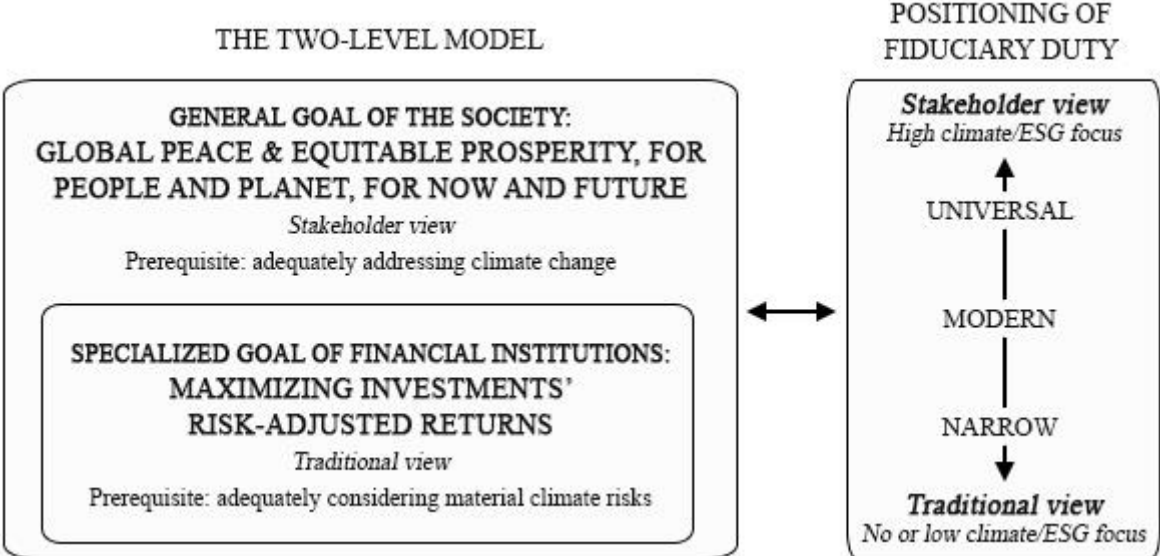 THE TWO-LEVEL MODEL
GENERAL GOAL OF THE SOCIETY:
GLOBAL PEACE & EQUITABLE PROSPERITY, FOR
PEOPLE AND PLANET, FOR NOW AND FUTURE
Stakeholder view
Prerequisite: adequately addressing climate change
SPECIALIZED GOAL OF FINANCIAL INSTITUTIONS:
MAXIMIZING INVESTMENTS’
RISK-ADJUSTED RETURNS
Traditional view
Prerequisite: adequately considering material climate risks
POSITIONING OF
FIDUCIARY DUTY
Stakeholder view
High climate/ESG focus
UNIVERSAL
MODERN
NARROW
Traditional view
No or low climate/ESG focus